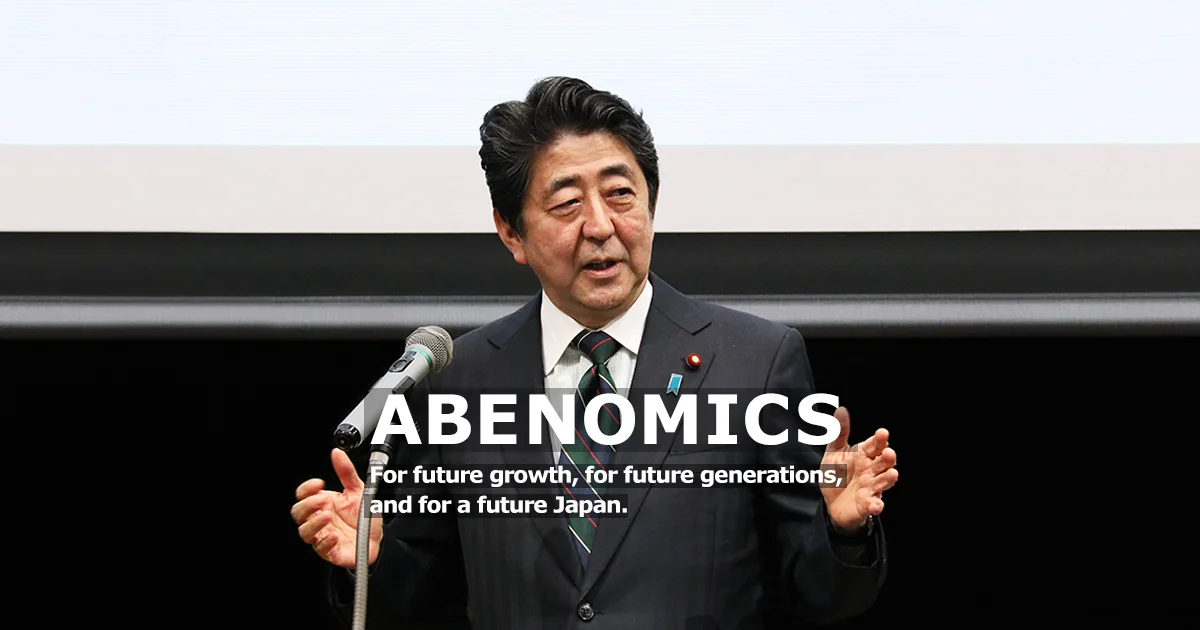 ABENOMICS
For future growth, for future generations,
and for a future Japan.